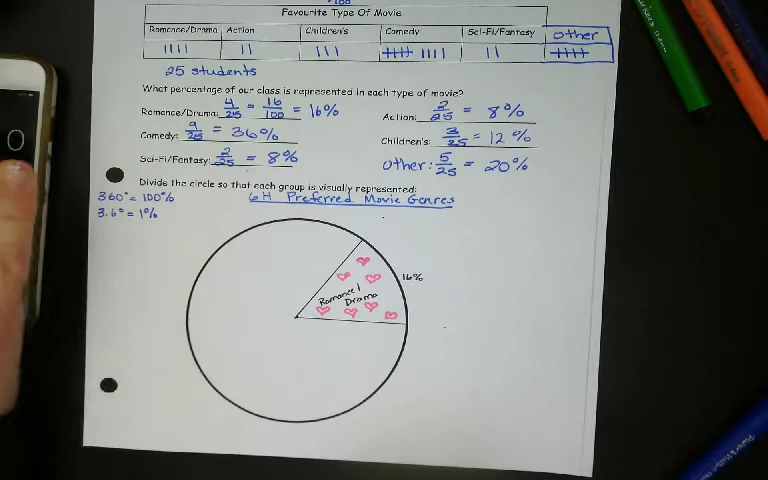 Favourite Type Of Movie
Romance/Drama Action Children's Comedy Sci-Fi/Fantasy other
25 students
What percentage of our class is represented in each type of movie?
Romance/Drama: 4/25 = 16/100 = 16%
Action: 2/25 = 8%
Comedy: 9/25 = 36%
Children's: 3/25 = 12%
Sci-Fi/Fantasy: 2/25 = 8%
other: 5/25 = 20%
Divide the circle so that each group is visually represented:
360° = 100%
6H Preferred Movie Genres
3.6° = 1%
16%
Romance/
Drama